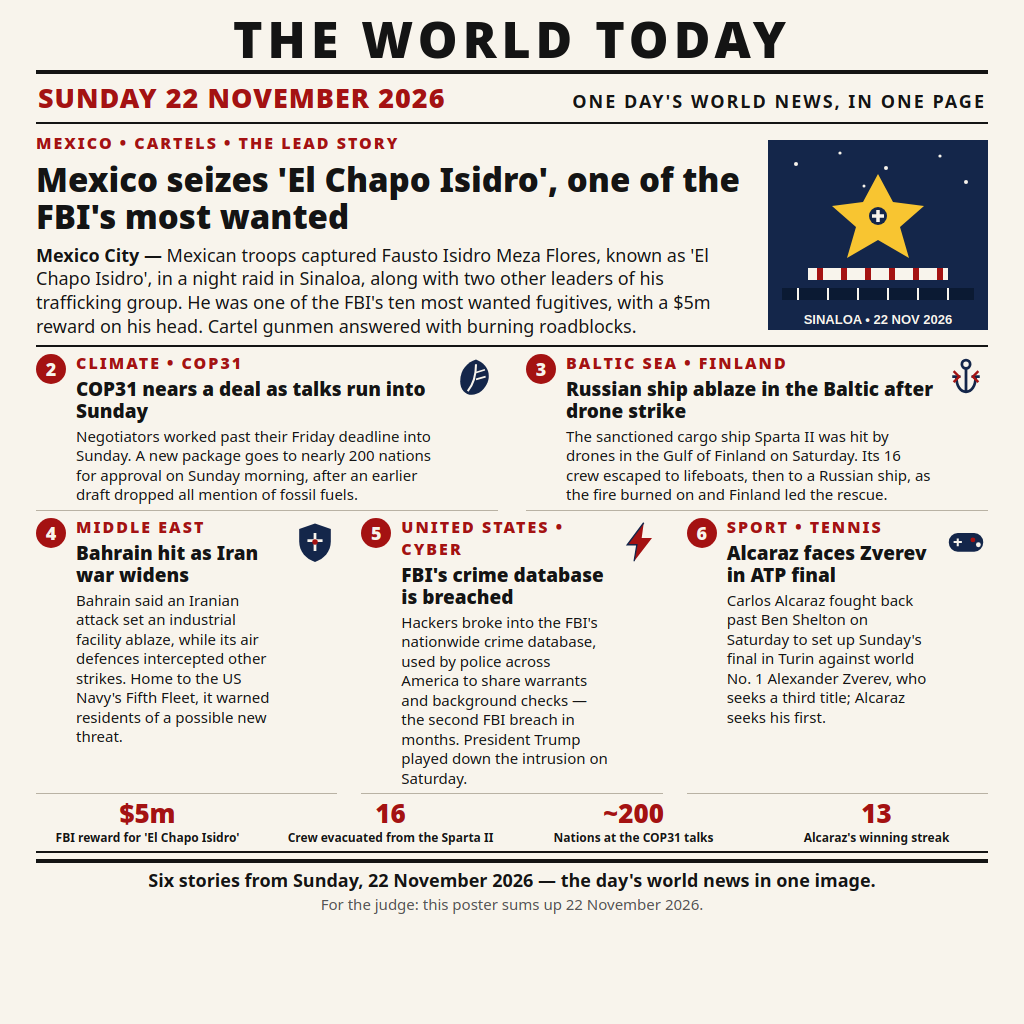 THE WORLD TODAY
SUNDAY 22 NOVEMBER 2026
ONE DAY'S WORLD NEWS, IN ONE PAGE
MEXICO • CARTELS • THE LEAD STORY
Mexico seizes 'El Chapo Isidro', one of the
FBI's most wanted
Mexico City — Mexican troops captured Fausto Isidro Meza Flores, known as 'El
Chapo Isidro', in a night raid in Sinaloa, along with two other leaders of his
trafficking group. He was one of the FBI's ten most wanted fugitives, with a $5m
reward on his head. Cartel gunmen answered with burning roadblocks.
SINALOA • 22 NOV 2026
2
CLIMATE • COP31
COP31 nears a deal as talks run into
Sunday
Negotiators worked past their Friday deadline into
Sunday. A new package goes to nearly 200 nations
for approval on Sunday morning, after an earlier
draft dropped all mention of fossil fuels.
3
BALTIC SEA • FINLAND
Russian ship ablaze in the Baltic after
drone strike
The sanctioned cargo ship Sparta II was hit by
drones in the Gulf of Finland on Saturday. Its 16
crew escaped to lifeboats, then to a Russian ship, as
the fire burned on and Finland led the rescue.
4
MIDDLE EAST
Bahrain hit as Iran
war widens
Bahrain said an Iranian
attack set an industrial
facility ablaze, while its air
defences intercepted other
strikes. Home to the US
Navy's Fifth Fleet, it warned
residents of a possible new
threat.
5
UNITED STATES •
CYBER
FBI's crime database
is breached
Hackers broke into the FBI's
nationwide crime database,
used by police across
America to share warrants
and background checks —
the second FBI breach in
months. President Trump
played down the intrusion on
Saturday.
6
SPORT • TENNIS
Alcaraz faces Zverev
in ATP final
Carlos Alcaraz fought back
past Ben Shelton on
Saturday to set up Sunday's
final in Turin against world
No. 1 Alexander Zverev, who
seeks a third title; Alcaraz
seeks his first.
$5m
FBI reward for 'El Chapo Isidro'
16
Crew evacuated from the Sparta II
~200
Nations at the COP31 talks
13
Alcaraz's winning streak
Six stories from Sunday, 22 November 2026 — the day's world news in one image.
For the judge: this poster sums up 22 November 2026.